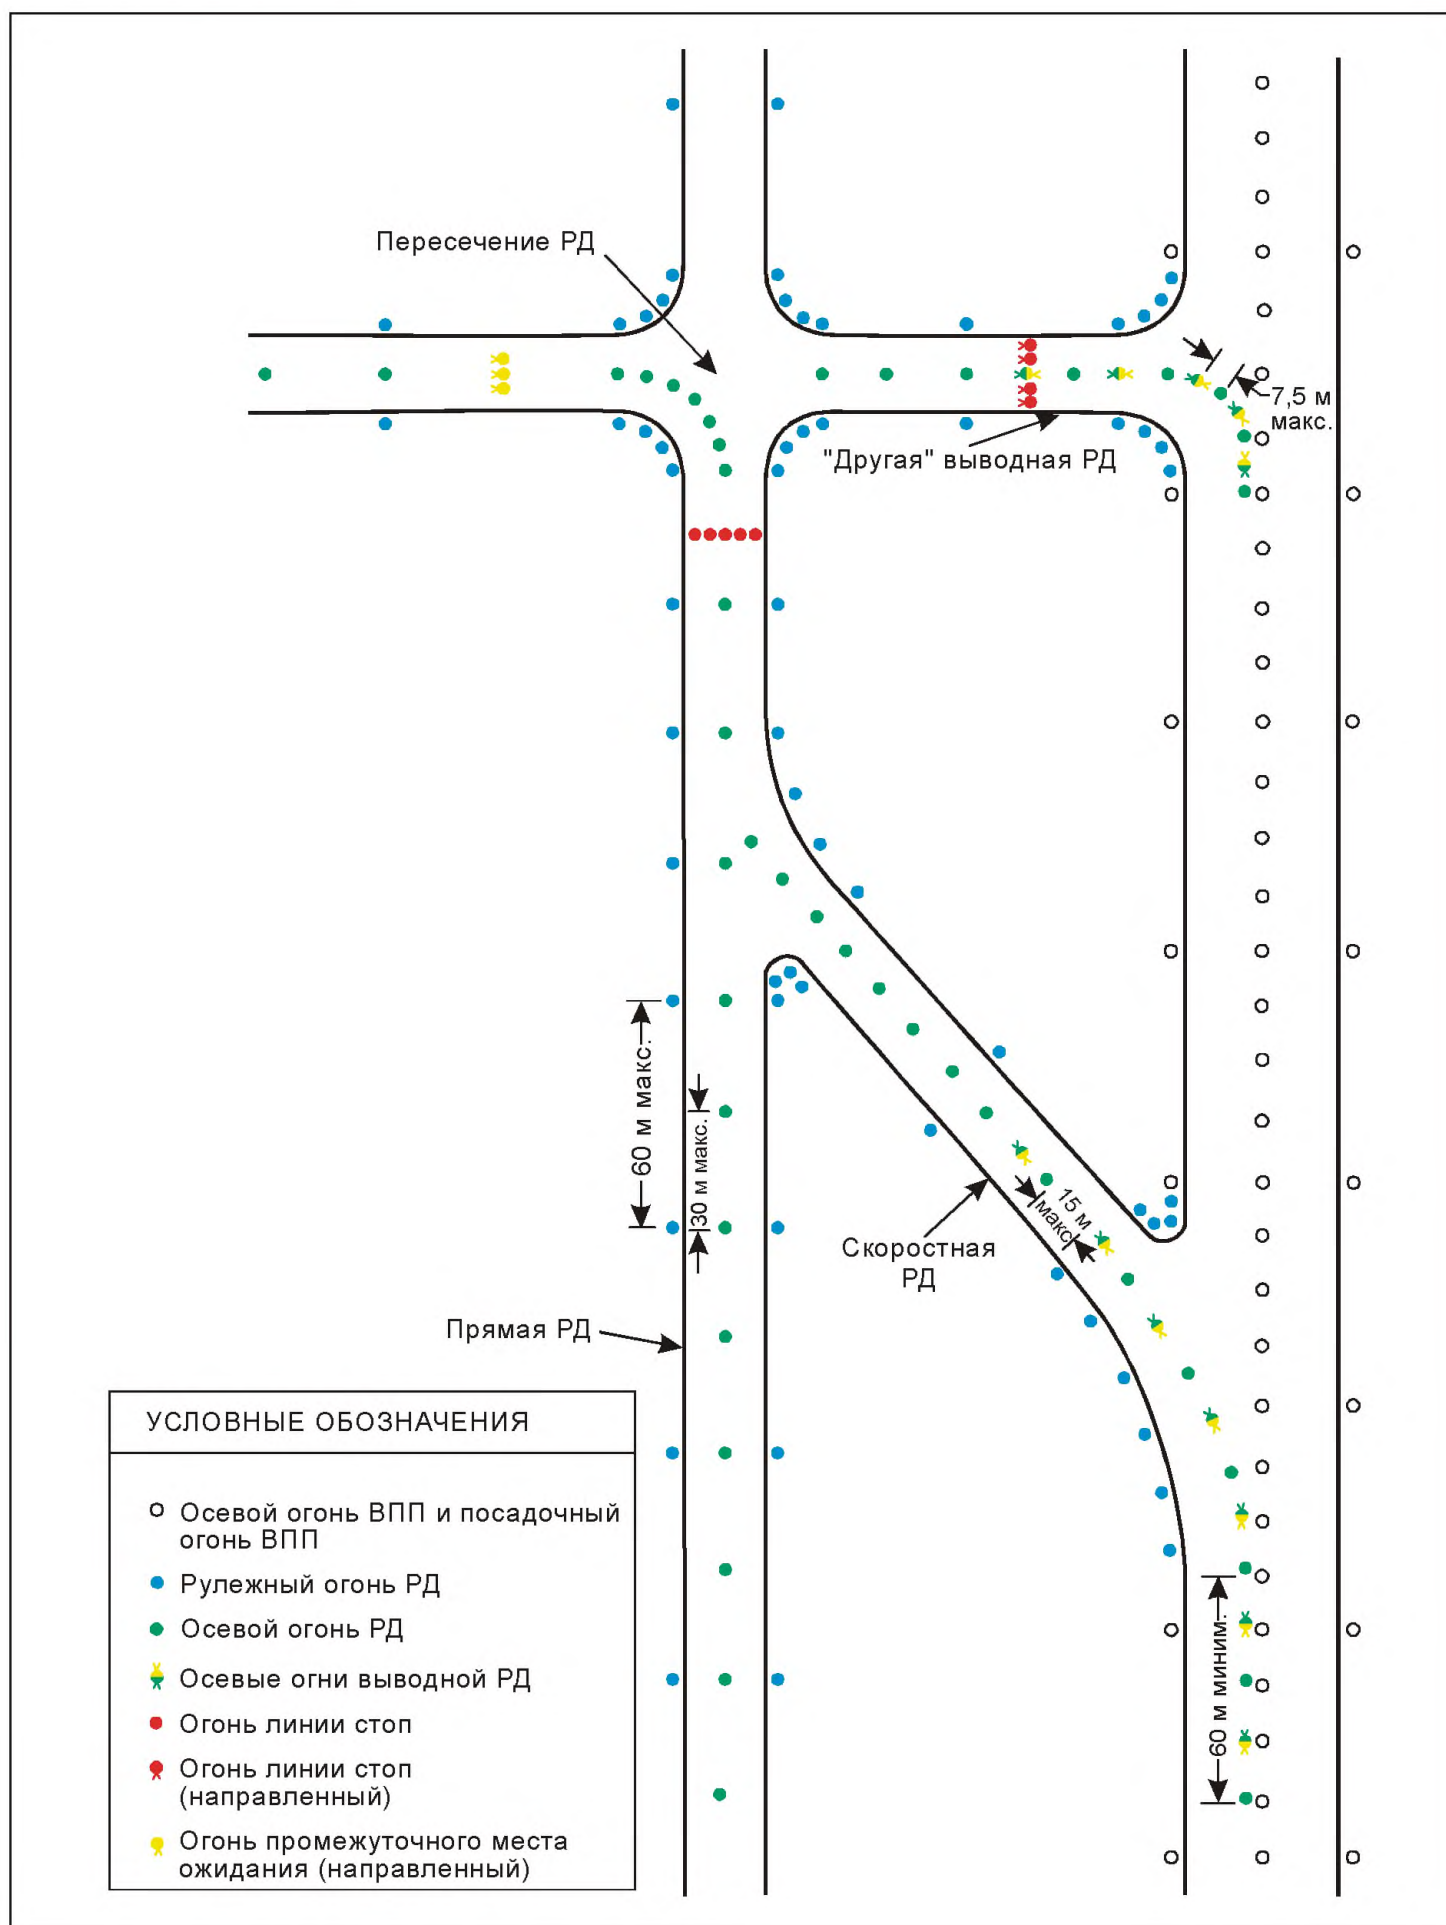 Пересечение РД
7,5 м
макс.
"Другая" выводная РД
60 м макс.
30 м макс.
15 м
макс.
Скоростная
РД
Прямая РД
60 м миним.
УСЛОВНЫЕ ОБОЗНАЧЕНИЯ
Осевой огонь ВПП и посадочный
огонь ВПП
Рулежный огонь РД
Осевой огонь РД
Осевые огни выводной РД
Огонь линии стоп
Огонь линии стоп
(направленный)
Огонь промежуточного места
ожидания (направленный)